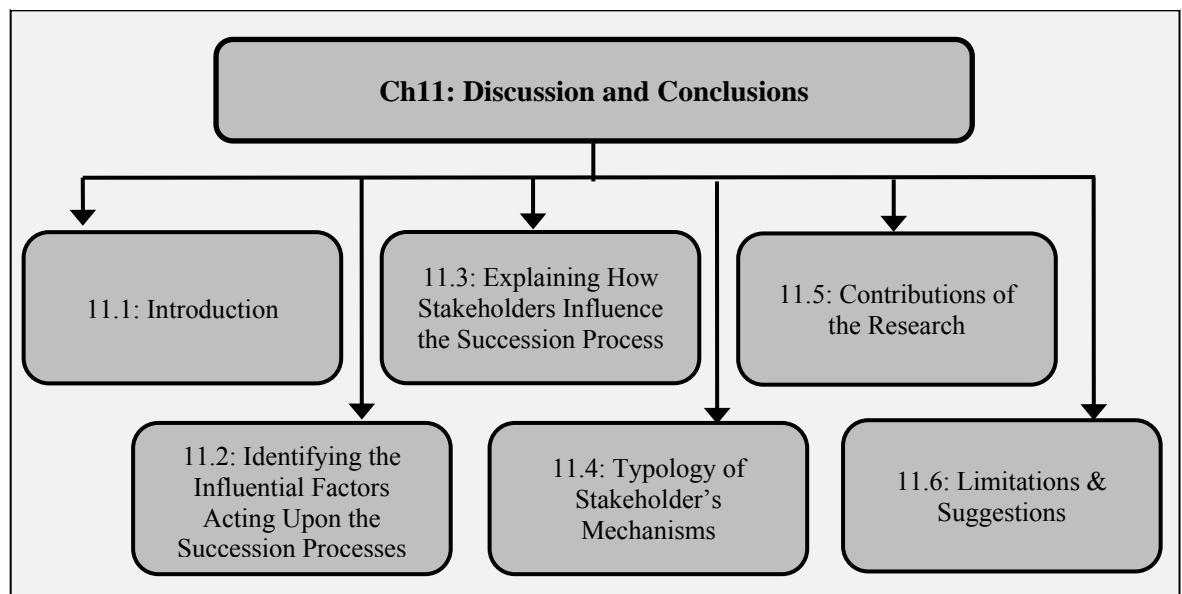 Ch11: Discussion and Conclusions
11.1: Introduction
11.2: Identifying the
Influential Factors
Acting Upon the
Succession Processes
11.3: Explaining How
Stakeholders Influence
the Succession Process
11.4: Typology of
Stakeholder’s
Mechanisms
11.5: Contributions of
the Research
11.6: Limitations &
Suggestions